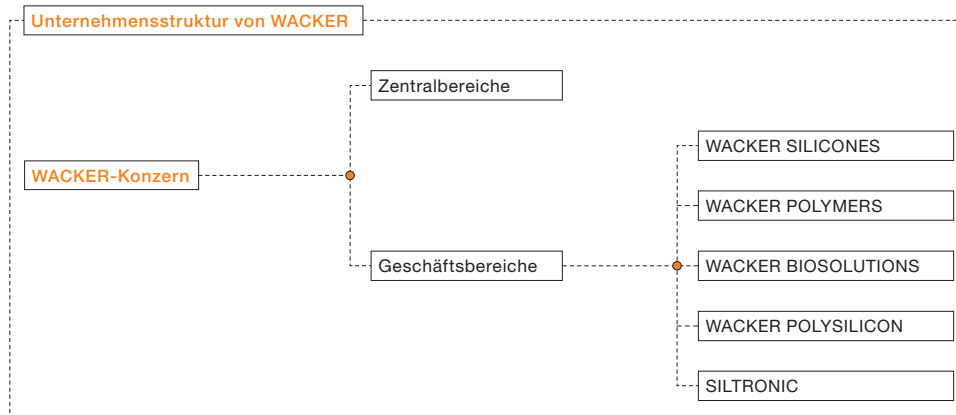 Unternehmensstruktur von WACKER
Zentralbereiche
WACKER-Konzern
Geschäftsbereiche
WACKER SILICONES
WACKER POLYMERS
WACKER BIOSOLUTIONS
WACKER POLYSILICON
SILTRONIC